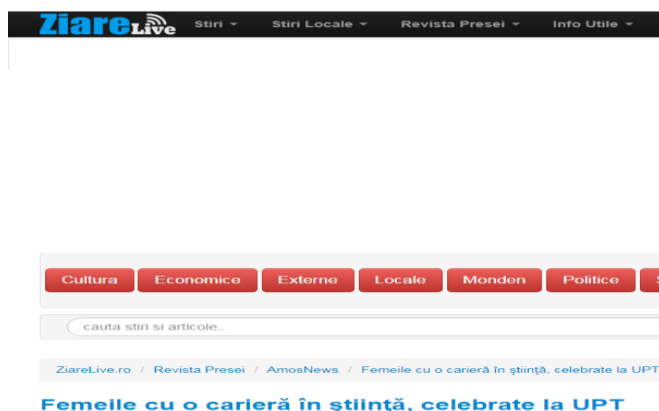 ZiareLive Stiri Stiri Locale Revista Presei Info Utile
Cultura Economice Externe Locale Monden Politice
cauta stiri si articole..
ZiareLive.ro / Revista Presei / AmosNews / Femeile cu o carieră în ştiinţă, celebrate la UPT
Femeile cu o carieră în ştiinţă, celebrate la UPT